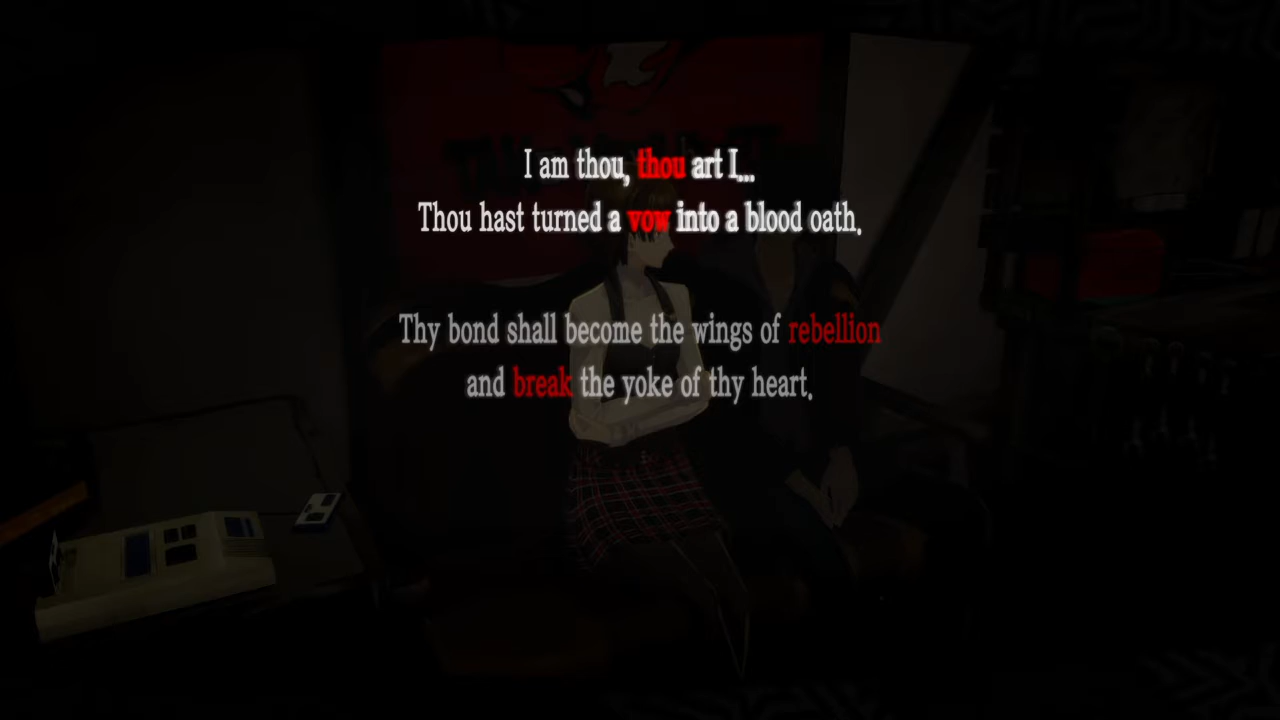 I am thou, thou art I...
Thou hast turned a vow into a blood oath.
Thy bond shall become the wings of rebellion
and break the yoke of thy heart.